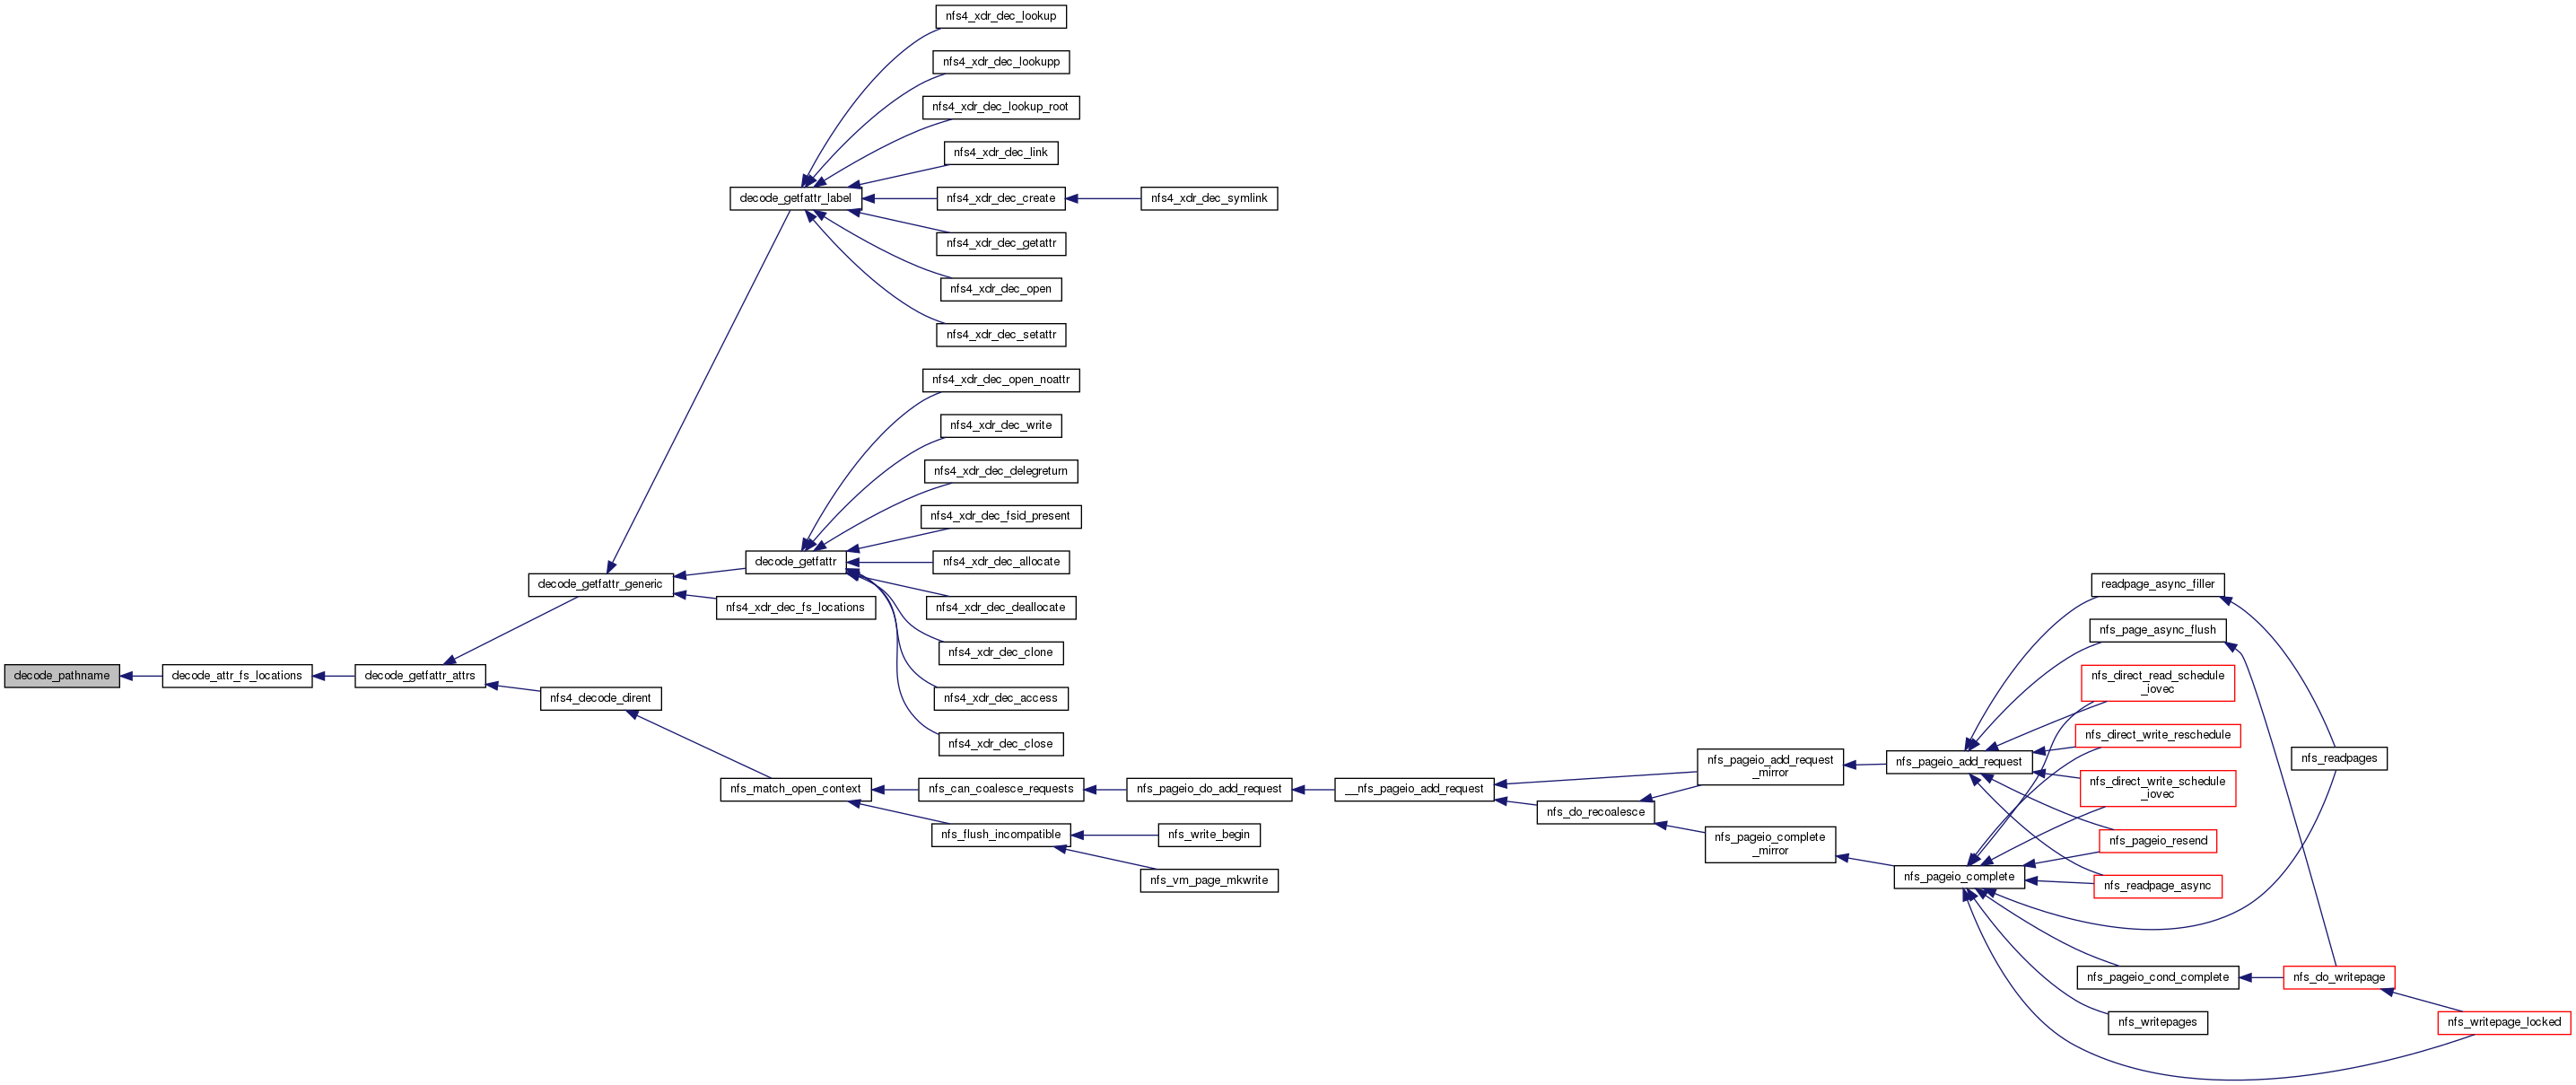 nfs4_xdr_dec_lookup
nfs4_xdr_dec_lookupp
nfs4_xdr_dec_lookup_root
nfs4_xdr_dec_link
decode_getfattr_label
nfs4_xdr_dec_create
nfs4_xdr_dec_symlink
nfs4_xdr_dec_getattr
nfs4_xdr_dec_open
nfs4_xdr_dec_setattr
nfs4_xdr_dec_open_noattr
nfs4_xdr_dec_write
nfs4_xdr_dec_delegreturn
nfs4_xdr_dec_fsid_present
decode_getfattr
nfs4_xdr_dec_allocate
decode_getfattr_generic
nfs4_xdr_dec_fs_locations
nfs4_xdr_dec_deallocate
nfs4_xdr_dec_clone
decode_pathname
decode_attr_fs_locations
decode_getfattr_attrs
nfs4_decode_dirent
nfs4_xdr_dec_access
nfs4_xdr_dec_close
nfs_match_open_context
nfs_can_coalesce_requests
nfs_pageio_do_add_request
__nfs_pageio_add_request
nfs_flush_incompatible
nfs_write_begin
nfs_vm_page_mkwrite
nfs_pageio_add_request
_mirror
nfs_do_recoalesce
nfs_pageio_complete
_mirror
nfs_pageio_add_request
nfs_pageio_complete
readpage_async_filler
nfs_page_async_flush
nfs_direct_read_schedule
_iovec
nfs_direct_write_reschedule
nfs_readpages
nfs_direct_write_schedule
_iovec
nfs_pageio_resend
nfs_readpage_async
nfs_pageio_cond_complete
nfs_do_writepage
nfs_writepages
nfs_writepage_locked